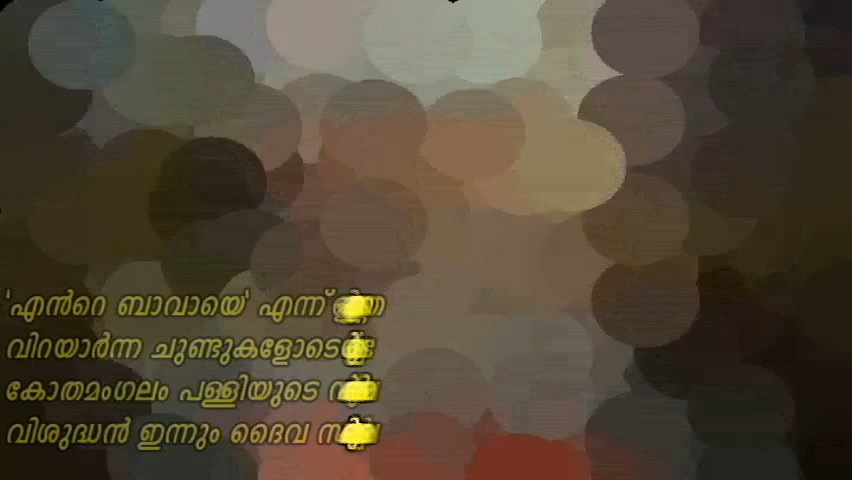 'എൻറെ ബാവായെ' എന്ന്
വിറയാർന്ന ചുണ്ടുകളോടെ
കോതമംഗലം പള്ളിയുടെ
വിശുദ്ധൻ ഇന്നും ദൈവ